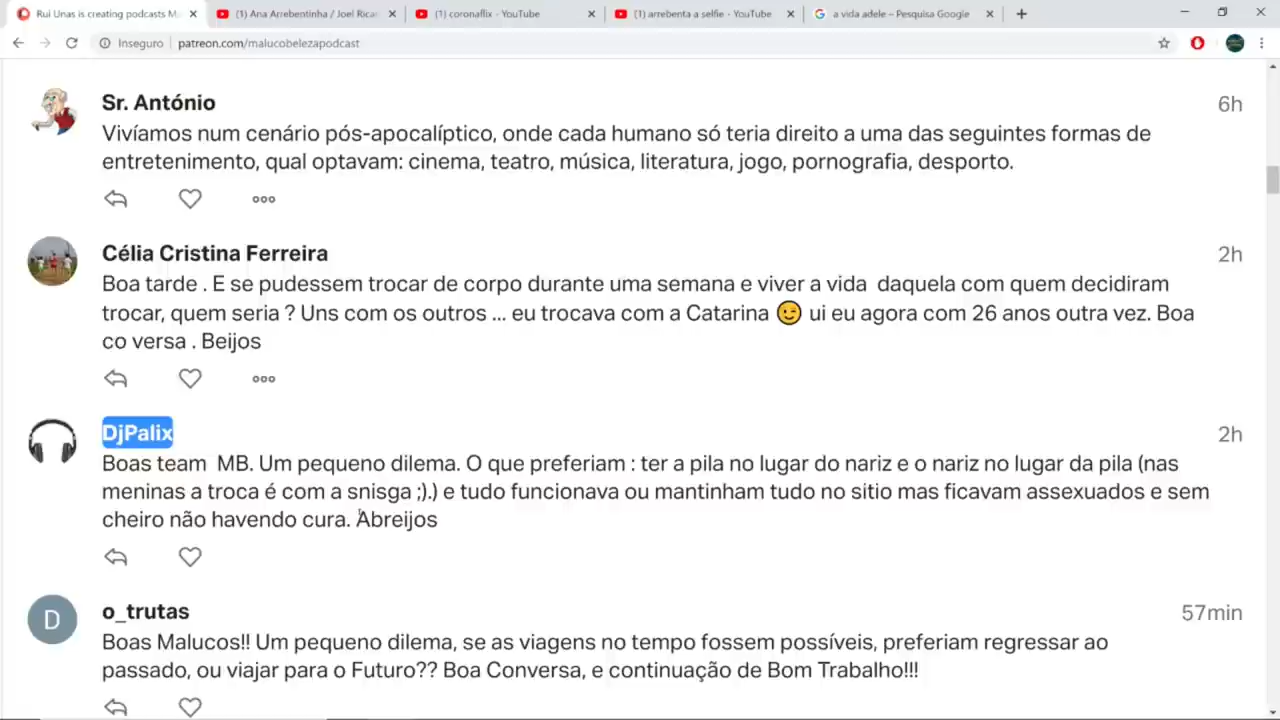 Rui Unas is creating podcasts M
(1) Ana Arrebentinha / Joel Ricar
(1) coronaflix - YouTube
(1) arrebenta a selfie - YouTube
a vida adele – Pesquisa Google
Inseguro
patreon.com/malucobelezapodcast
Sr. António
6h
Vivíamos num cenário pós-apocalíptico, onde cada humano só teria direito a uma das seguintes formas de
entretenimento, qual optavam: cinema, teatro, música, literatura, jogo, pornografia, desporto.
Célia Cristina Ferreira
2h
Boa tarde . E se pudessem trocar de corpo durante uma semana e viver a vida daquela com quem decidiram
trocar, quem seria ? Uns com os outros ... eu trocava com a Catarina 😉 ui eu agora com 26 anos outra vez. Boa
co versa . Beijos
DjPalix
2h
Boas team MB. Um pequeno dilema. O que preferiam : ter a pila no lugar do nariz e o nariz no lugar da pila (nas
meninas a troca é com a snisga ;).) e tudo funcionava ou mantinham tudo no sitio mas ficavam assexuados e sem
cheiro não havendo cura. Abreijos
D
o_trutas
57min
Boas Malucos!! Um pequeno dilema, se as viagens no tempo fossem possíveis, preferiam regressar ao
passado, ou viajar para o Futuro?? Boa Conversa, e continuação de Bom Trabalho!!!